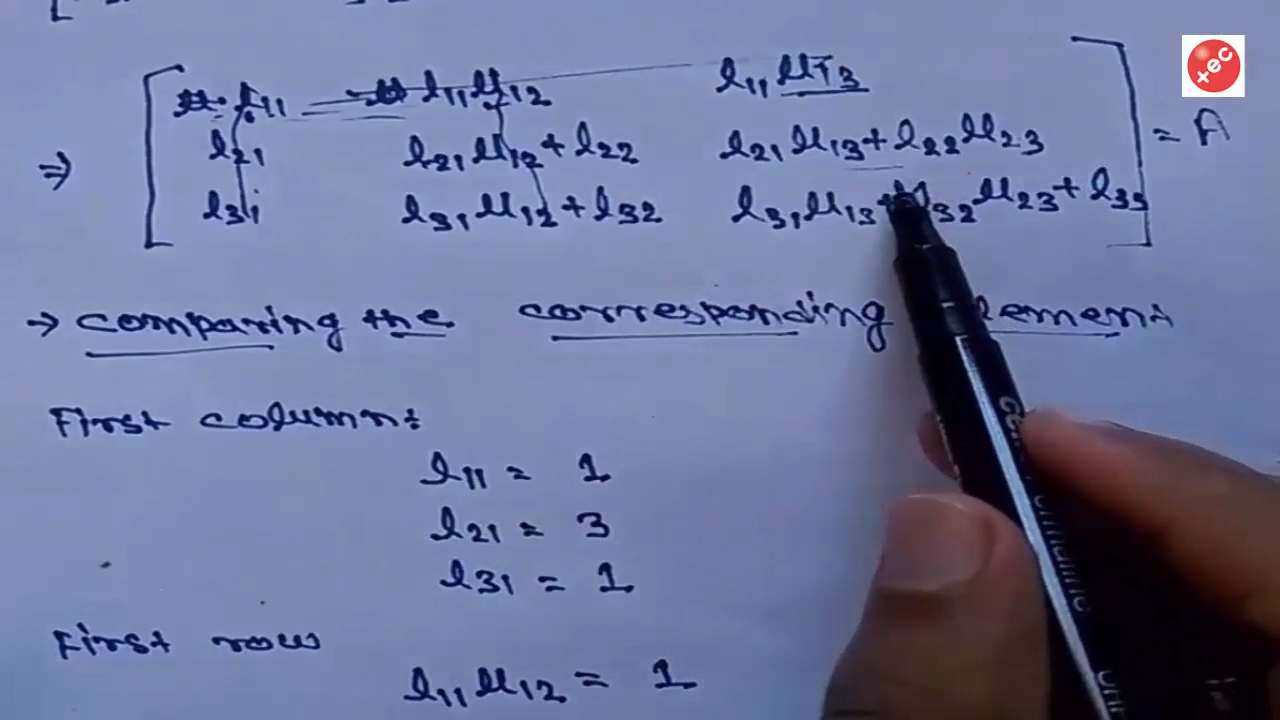 l11 l11 u12 l11 u13
⇒ l21 l21 u12 + l22 l21 u13 + l22 u23 = A
l31 l31 u12 + l32 l31 u13 + l32 u23 + l33
→ comparing the corresponding element
First column:
l11 = 1
l21 = 3
l31 = 1
First row
l11 u12 = 1
tec